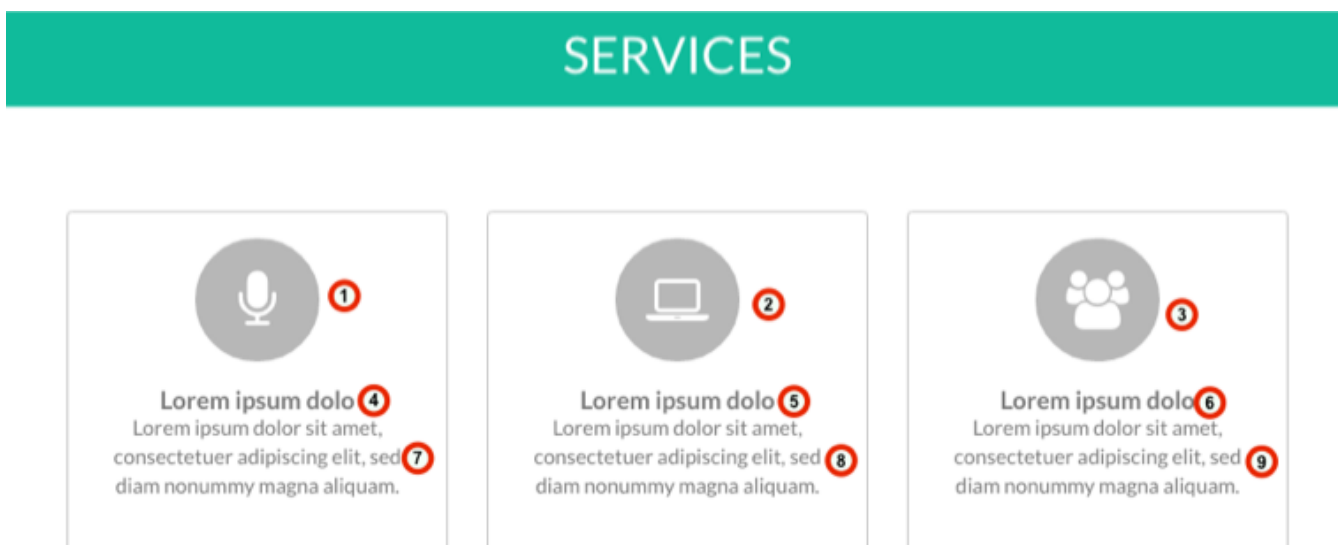 SERVICES
1
2
3
Lorem ipsum dolo 4
Lorem ipsum dolor sit amet,
consectetuer adipiscing elit, sed 7
diam nonummy magna aliquam.
Lorem ipsum dolo 5
Lorem ipsum dolor sit amet,
consectetuer adipiscing elit, sed 8
diam nonummy magna aliquam.
Lorem ipsum dolo 6
Lorem ipsum dolor sit amet,
consectetuer adipiscing elit, sed 9
diam nonummy magna aliquam.